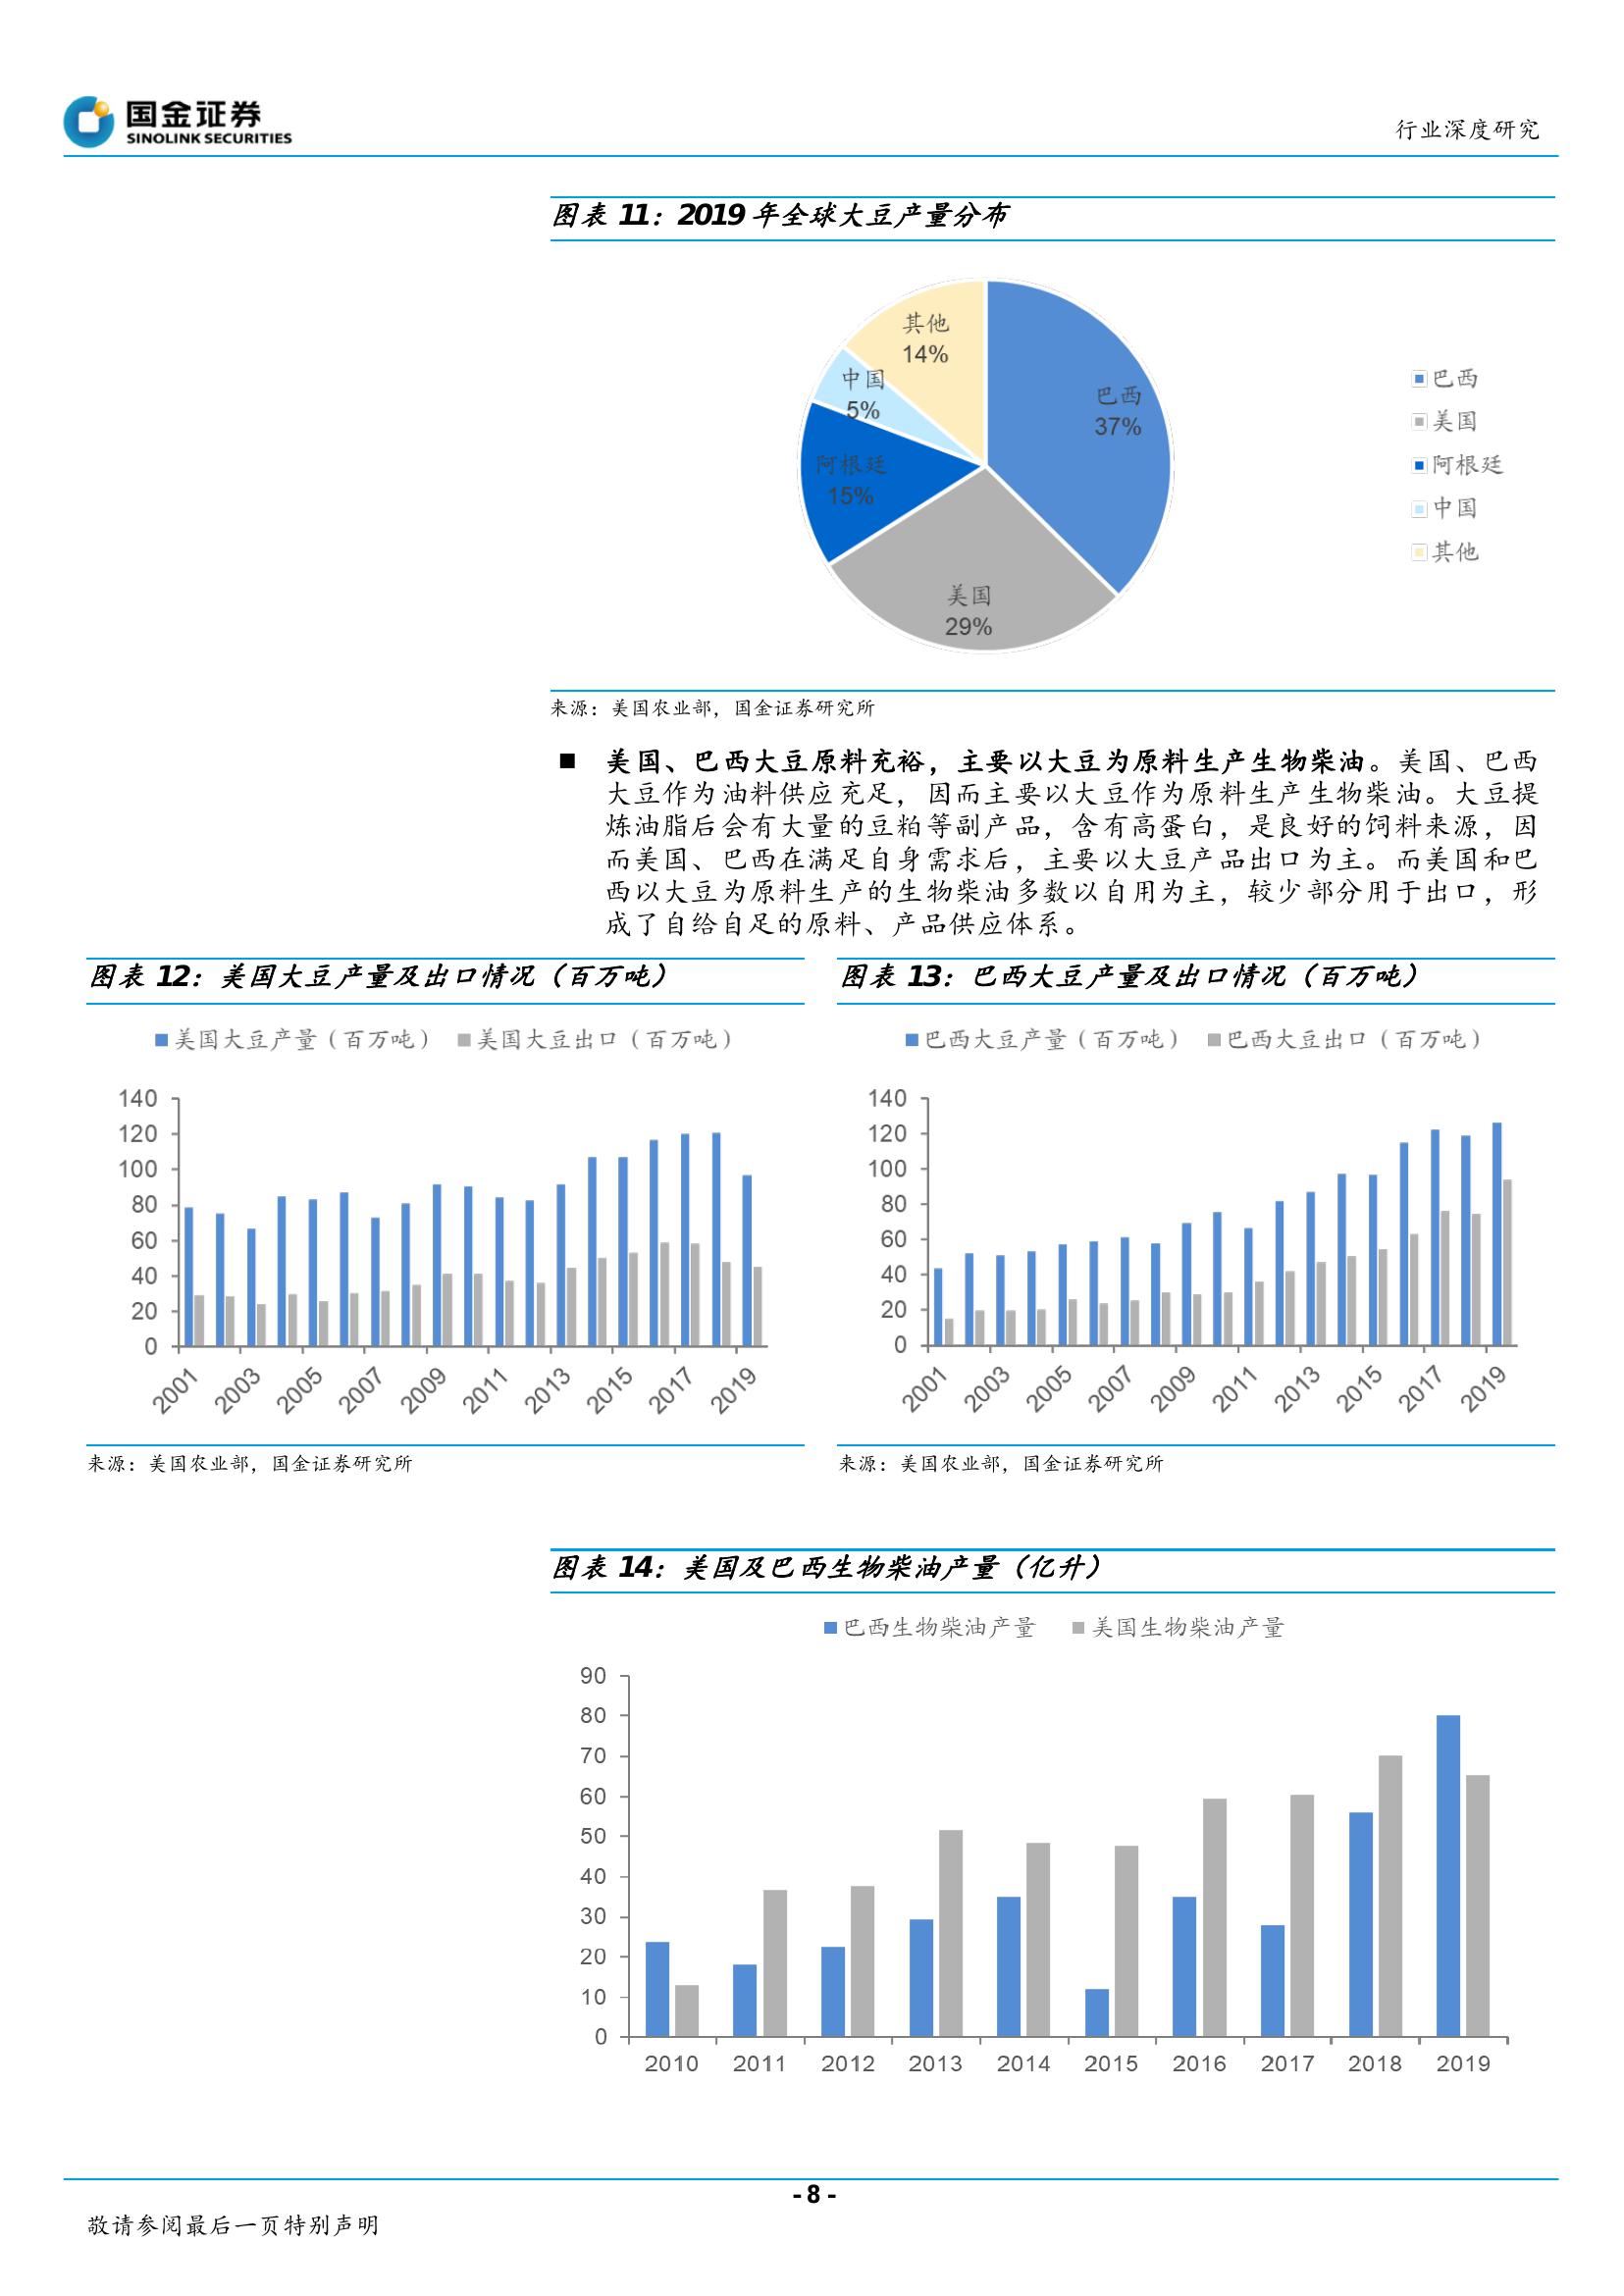 国金证券
SINOLINK SECURITIES
行业深度研究
图表 11：2019 年全球大豆产量分布
其他
14%
中国
5%
巴西
37%
阿根廷
15%
美国
29%
巴西
美国
阿根廷
中国
其他
来源：美国农业部，国金证券研究所
■ 美国、巴西大豆原料充裕，主要以大豆为原料生产生物柴油。美国、巴西
大豆作为油料供应充足，因而主要以大豆作为原料生产生物柴油。大豆提
炼油脂后会有大量的豆粕等副产品，含有高蛋白，是良好的饲料来源，因
而美国、巴西在满足自身需求后，主要以大豆产品出口为主。而美国和巴
西以大豆为原料生产的生物柴油多数以自用为主，较少部分用于出口，形
成了自给自足的原料、产品供应体系。
图表 12：美国大豆产量及出口情况（百万吨）
美国大豆产量（百万吨） 美国大豆出口（百万吨）
140
120
100
80
60
40
20
0
2001 2003 2005 2007 2009 2011 2013 2015 2017 2019
来源：美国农业部，国金证券研究所
图表 13：巴西大豆产量及出口情况（百万吨）
巴西大豆产量（百万吨） 巴西大豆出口（百万吨）
140
120
100
80
60
40
20
0
2001 2003 2005 2007 2009 2011 2013 2015 2017 2019
来源：美国农业部，国金证券研究所
图表 14：美国及巴西生物柴油产量（亿升）
巴西生物柴油产量 美国生物柴油产量
90
80
70
60
50
40
30
20
10
0
2010 2011 2012 2013 2014 2015 2016 2017 2018 2019
- 8 -
敬请参阅最后一页特别声明